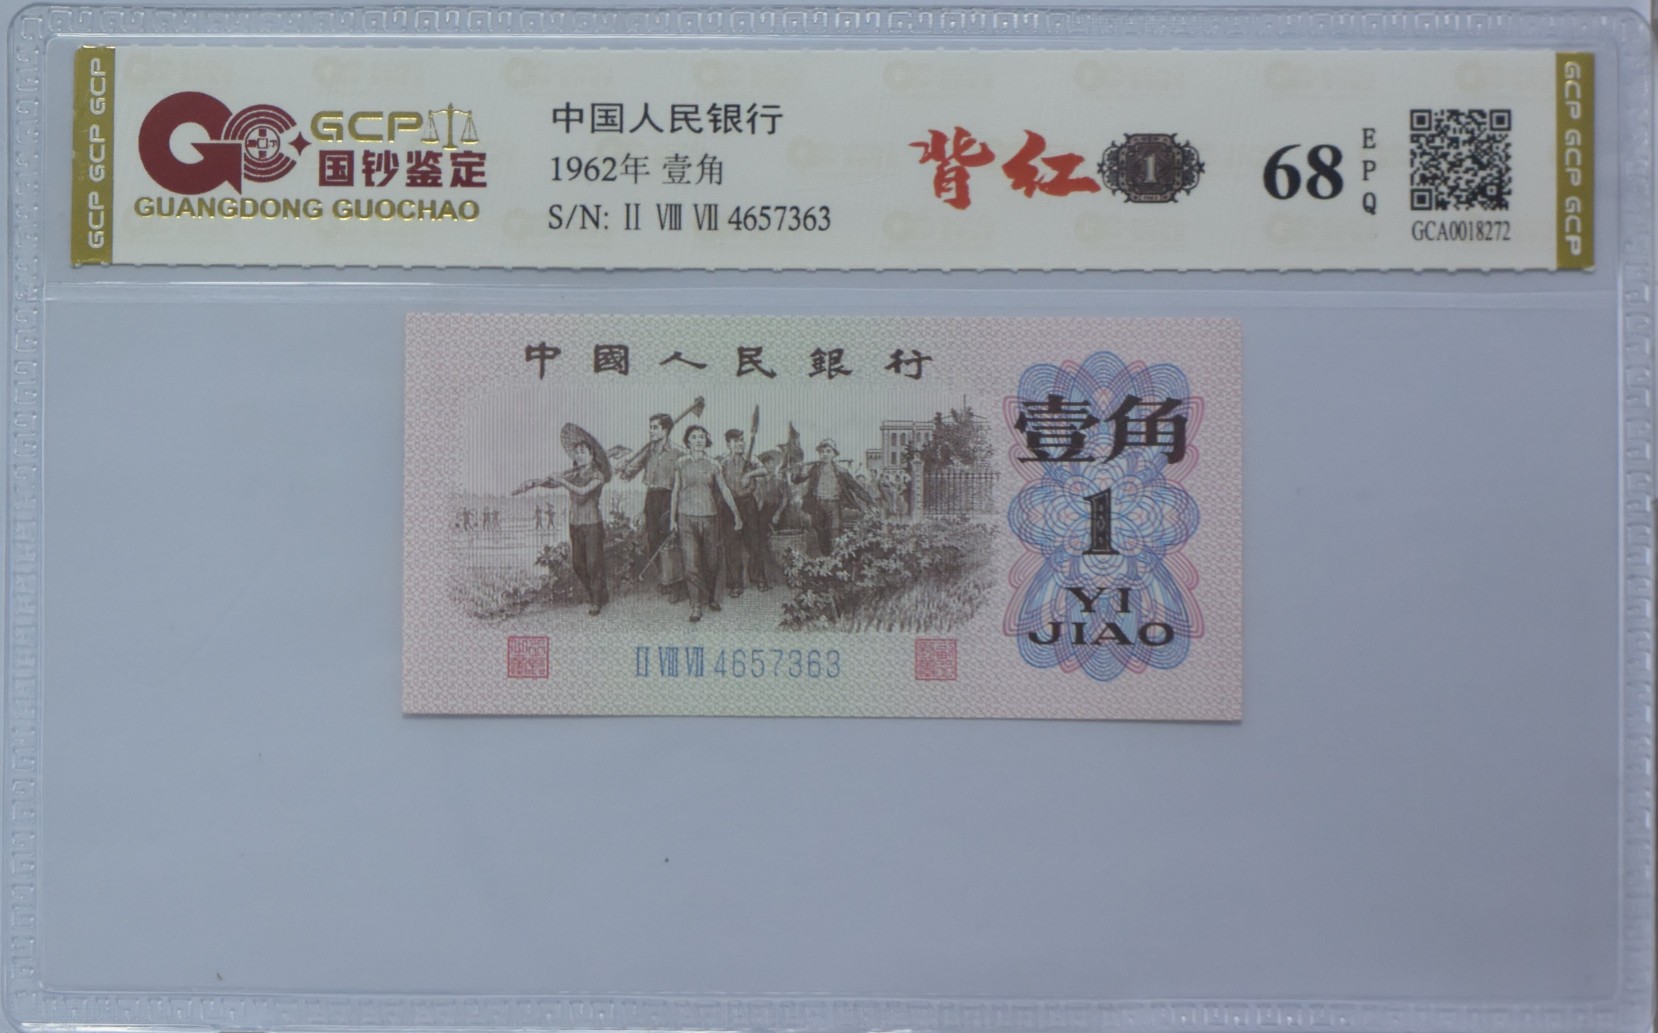 GCP GCP GCP
GCP
国钞鉴定
GUANGDONG GUOCHAO
中国人民银行
1962年 壹角
S/N: II VIII VII 4657363
背红
1
68
EPQ
GCA0018272
GCP GCP GCP
中國人民銀行
壹角
1
YI
JIAO
II VIII VII 4657363